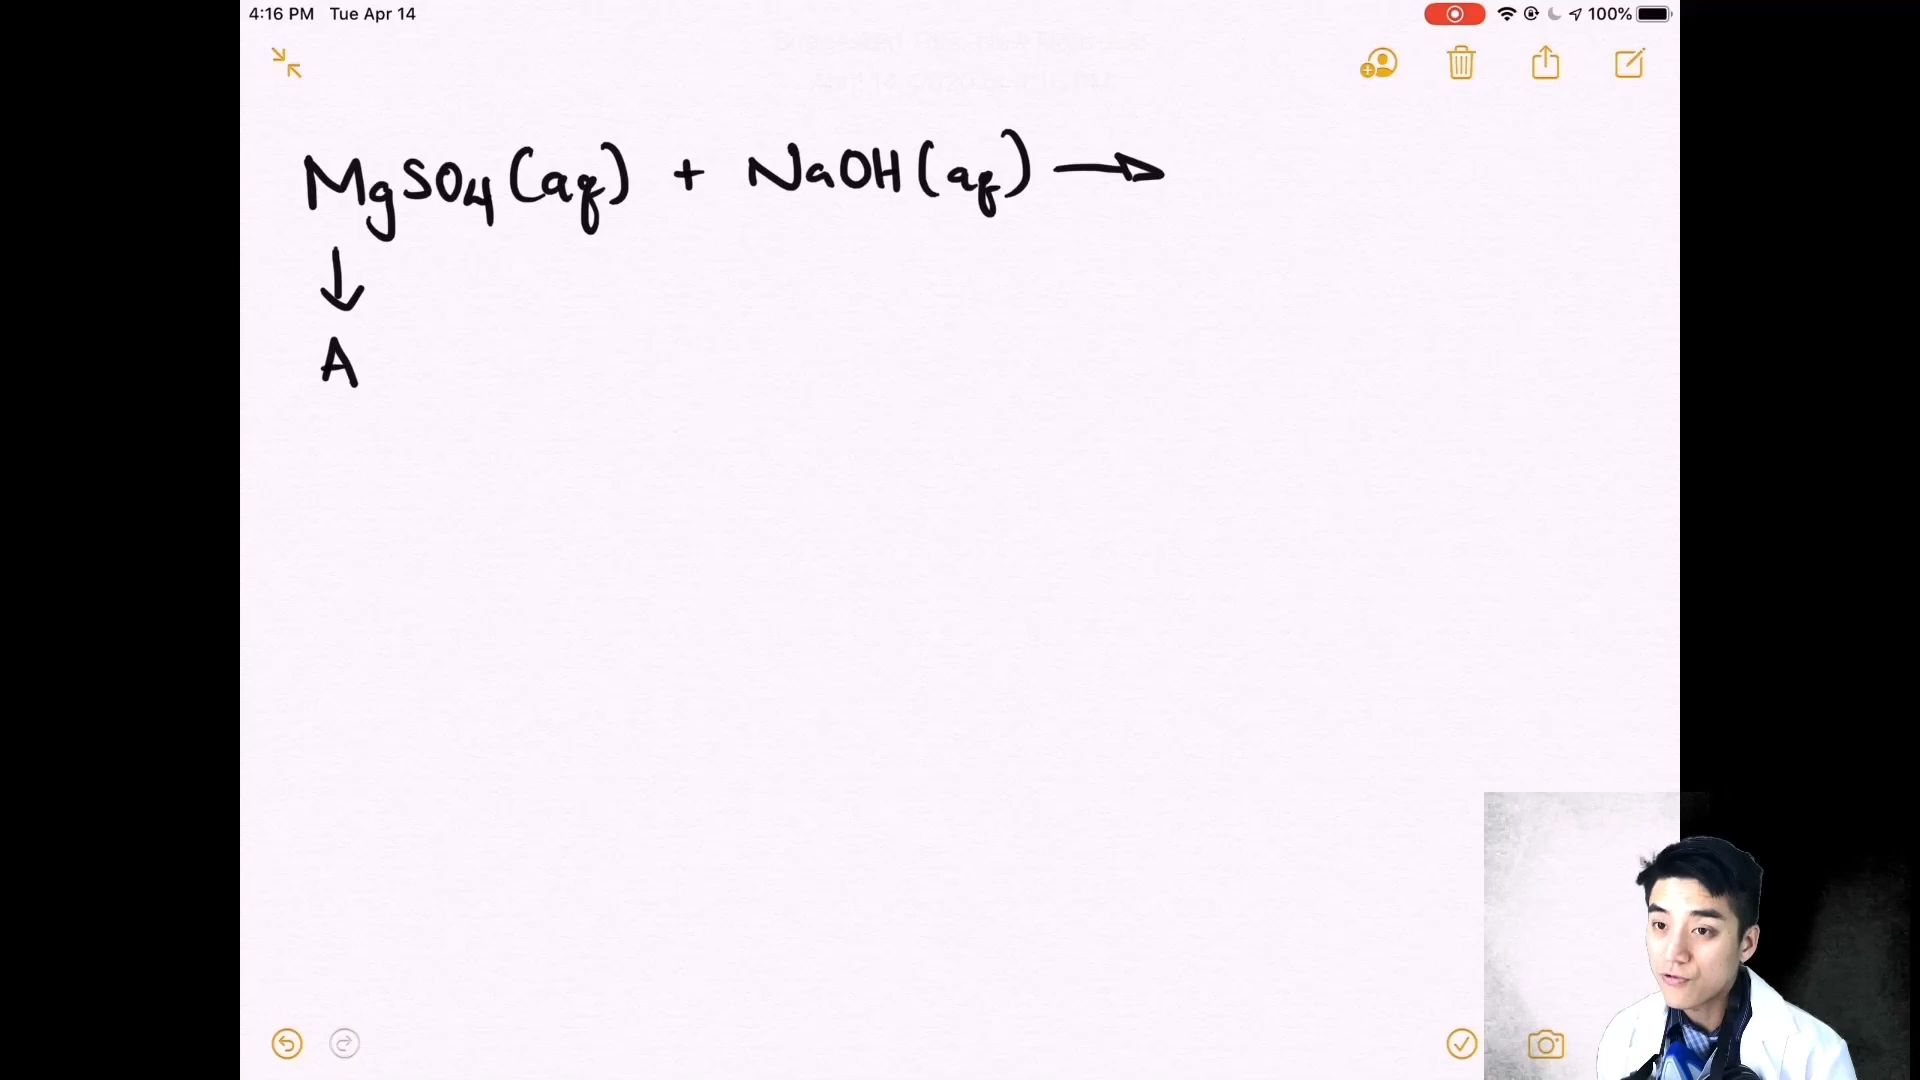 4:16 PM Tue Apr 14 100%
MgSO4 (aq) + NaOH (aq) →
↓
A